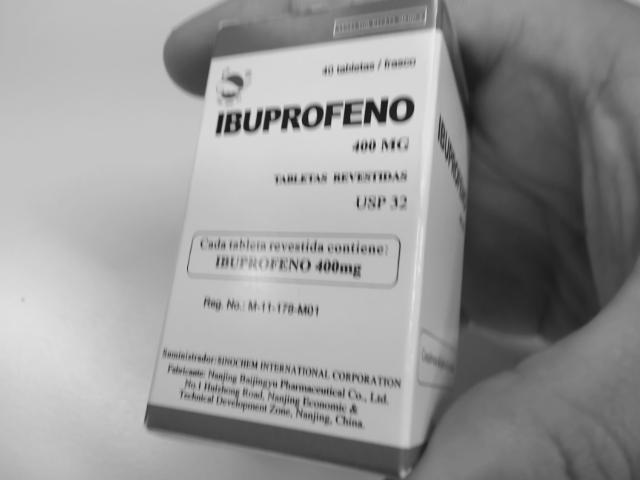 40 tabletas / frasco
IBUPROFENO
400 MG
TABLETAS REVESTIDAS
USP 32
Cada tableta revestida contiene:
IBUPROFENO 400mg
Reg. No.: M-11-178-M01
Suministrador:SINOCHEM INTERNATIONAL CORPORATION
Fabricante: Nanjing Baijingyu Pharmaceutical Co., Ltd.
No.1 Huizhong Road, Nanjing Economic &
Technical Development Zone, Nanjing, China.
IBUPROFENO